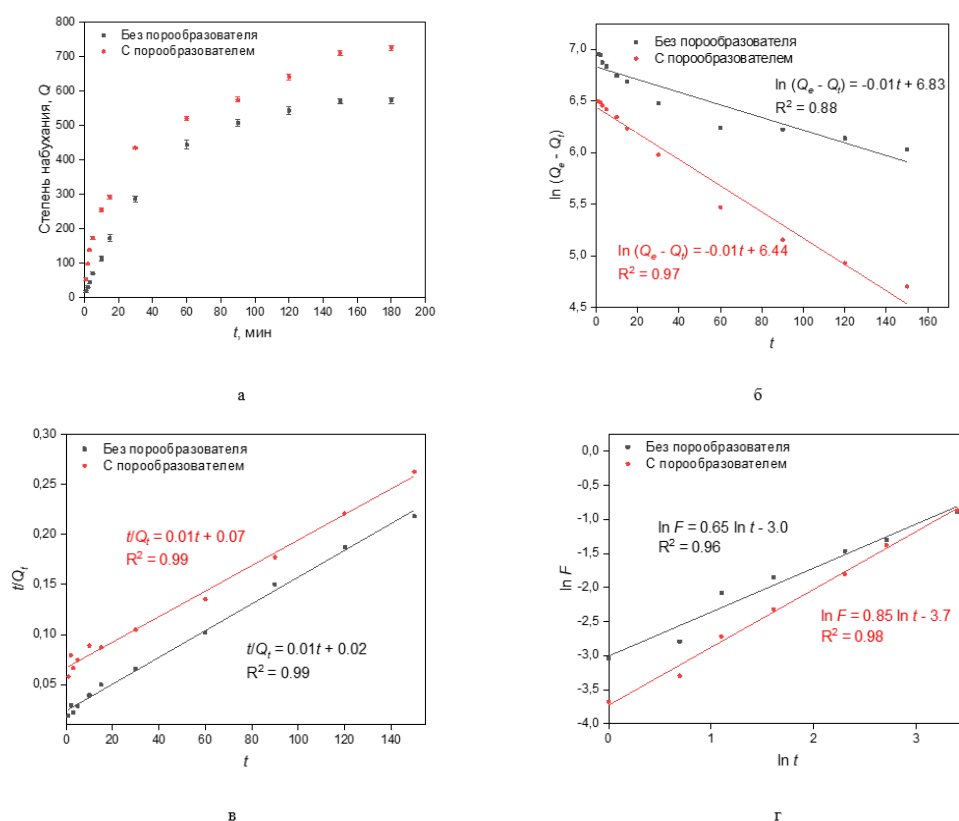 800
700
600
500
400
300
200
100
0
Степень набухания, Q
Без порообразователя
С порообразователем
0 20 40 60 80 100 120 140 160 180 200
t, мин
а
7,0
6,5
6,0
5,5
5,0
4,5
ln (Qe - Qt)
Без порообразователя
С порообразователем
ln (Qe - Qt) = -0.01t + 6.83
R² = 0.88
ln (Qe - Qt) = -0.01t + 6.44
R² = 0.97
0 20 40 60 80 100 120 140 160
t
б
0,30
0,25
0,20
0,15
0,10
0,05
t/Qt
Без порообразователя
С порообразователем
t/Qt = 0.01t + 0.07
R² = 0.99
t/Qt = 0.01t + 0.02
R² = 0.99
0 20 40 60 80 100 120 140
t
в
0,0
-0,5
-1,0
-1,5
-2,0
-2,5
-3,0
-3,5
-4,0
ln F
Без порообразователя
С порообразователем
ln F = 0.65 ln t - 3.0
R² = 0.96
ln F = 0.85 ln t - 3.7
R² = 0.98
0 1 2 3
ln t
г